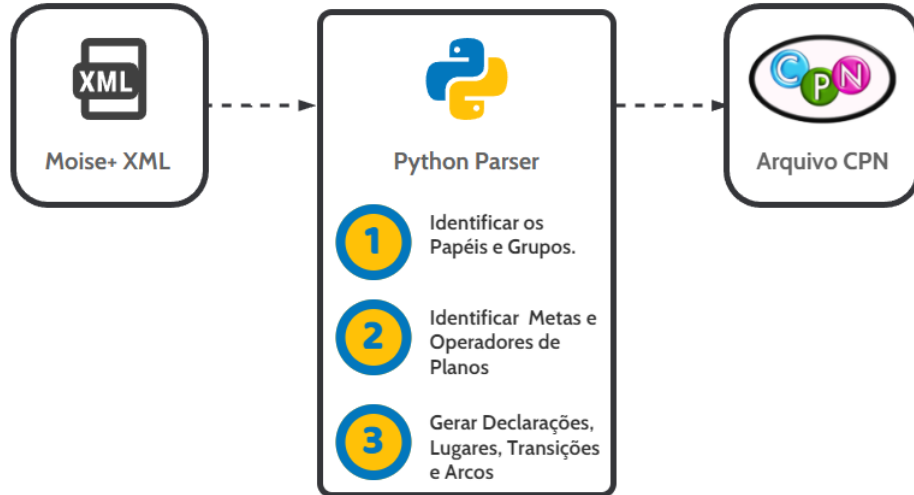 XML
Moise+ XML
Python Parser
CPN
Arquivo CPN
1
Identificar os
Papéis e Grupos.
2
Identificar Metas e
Operadores de
Planos
3
Gerar Declarações,
Lugares, Transições
e Arcos